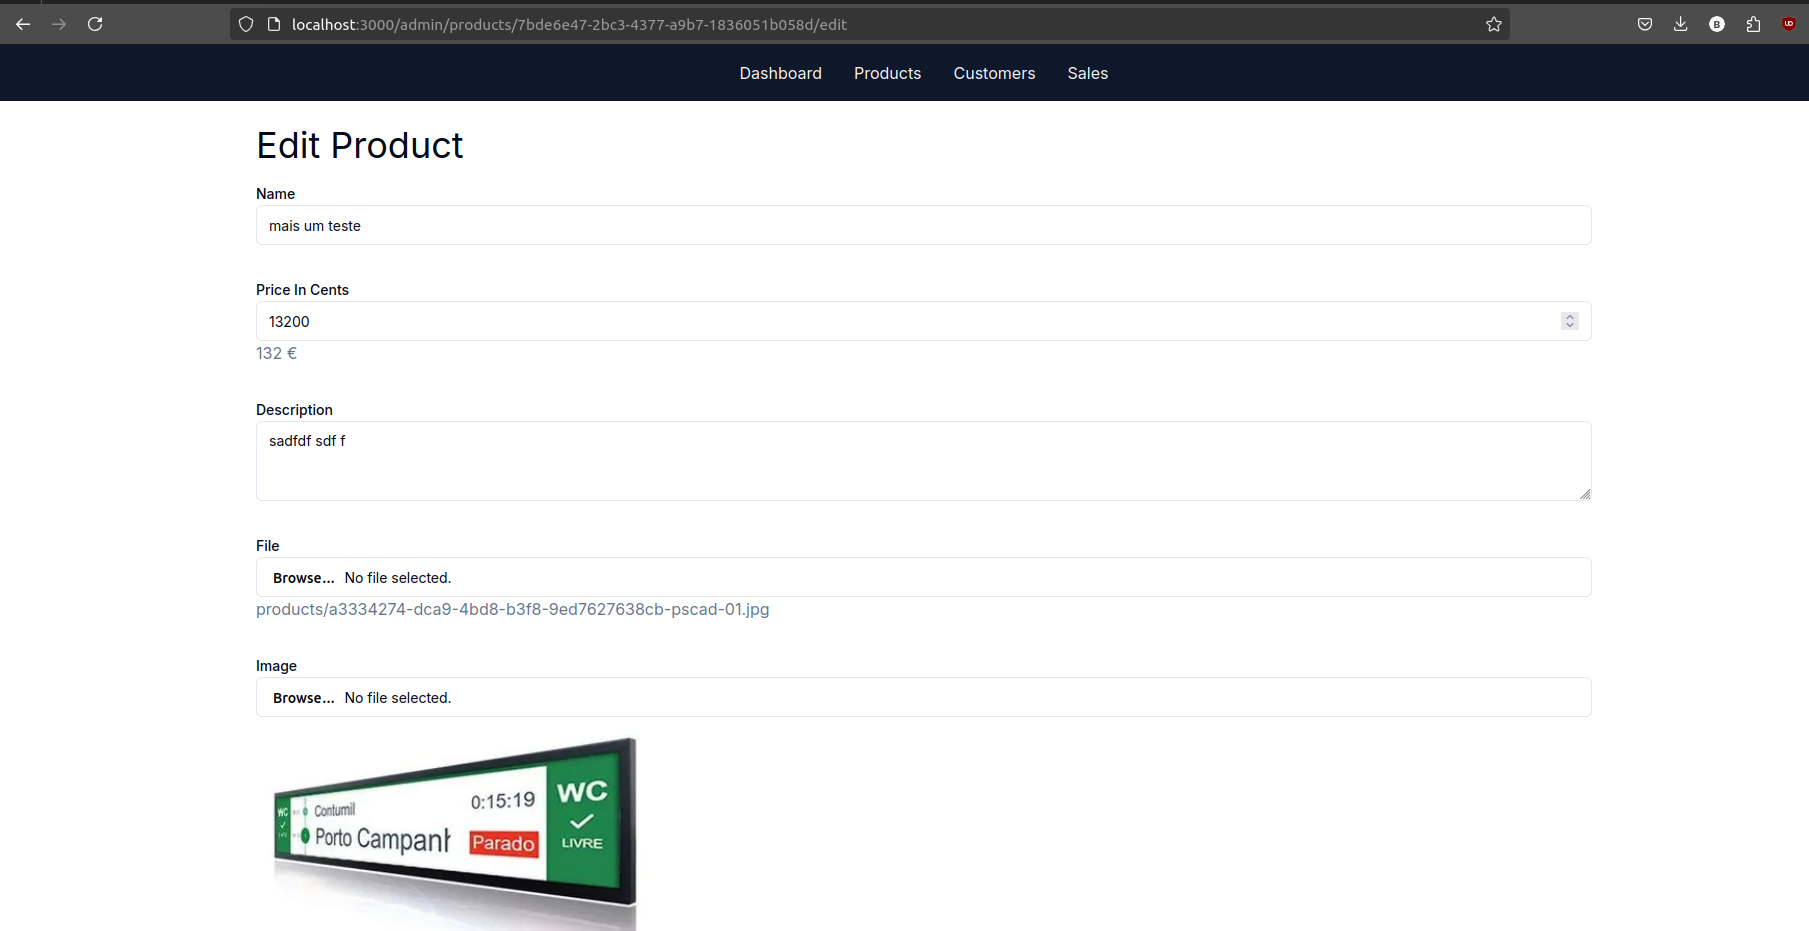 localhost:3000/admin/products/7bde6e47-2bc3-4377-a9b7-1836051b058d/edit
Dashboard Products Customers Sales
Edit Product
Name
mais um teste
Price In Cents
13200
132 €
Description
sadfdf sdf f
File
Browse... No file selected.
products/a3334274-dca9-4bd8-b3f8-9ed7627638cb-pscad-01.jpg
Image
Browse... No file selected.
WC
Contumil
0:15:19
WC
Porto Campanh
Parado
LIVRE